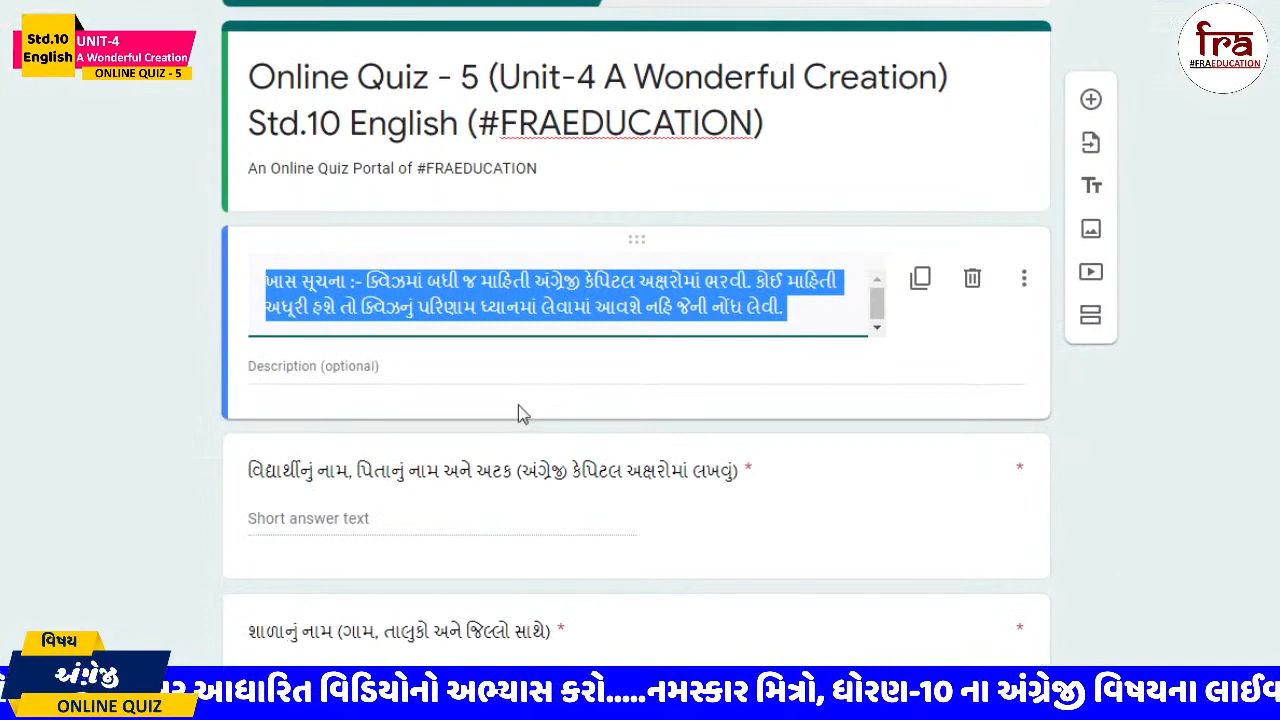 Std.10
English
UNIT-4
A Wonderful Creation
ONLINE QUIZ - 5
fra
#FRAEDUCATION
Online Quiz - 5 (Unit-4 A Wonderful Creation)
Std.10 English (#FRAEDUCATION)
An Online Quiz Portal of #FRAEDUCATION
ખાસ સૂચના :- ક્વિઝમાં બધી જ માહિતી અંગ્રેજી કેપિટલ અક્ષરોમાં ભરવી. કોઈ માહિતી
અધૂરી હશે તો ક્વિઝનું પરિણામ ધ્યાનમાં લેવામાં આવશે નહિ જેની નોંધ લેવી.
Description (optional)
વિદ્યાર્થીનું નામ, પિતાનું નામ અને અટક (અંગ્રેજી કેપિટલ અક્ષરોમાં લખવું) * *
Short answer text
શાળાનું નામ (ગામ, તાલુકો અને જિલ્લો સાથે) * *
વિષય
અંગ્રેજી
ONLINE QUIZ
આધારિત વિડિયોનો અભ્યાસ કરો.....નમસ્કાર મિત્રો, ધોરણ-10 ના અંગ્રેજી વિષયના